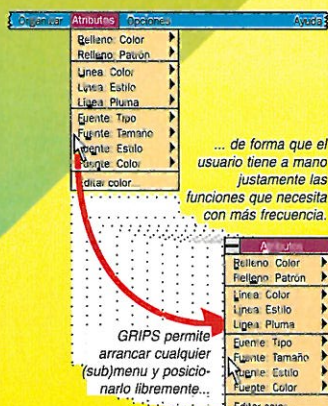 Organizar Atributos Opciones Ayuda
Relleno: Color
Relleno: Patrón
Línea: Color
Línea: Estilo
Línea: Pluma
Fuente: Tipo
Fuente: Tamaño
Fuente: Estilo
Fuente: Color
Editar color...
... de forma que el
usuario tiene a mano
justamente las
funciones que necesita
con más frecuencia.
GRIPS permite
arrancar cualquier
(sub)menu y posicio-
narlo libremente...
Atributos
Relleno: Color
Relleno: Patrón
Línea: Color
Línea: Estilo
Línea: Pluma
Fuente: Tipo
Fuente: Tamaño
Fuente: Estilo
Fuente: Color
Editar color...